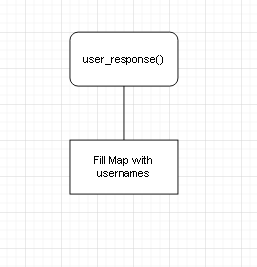 user_response()
Fill Map with
usernames